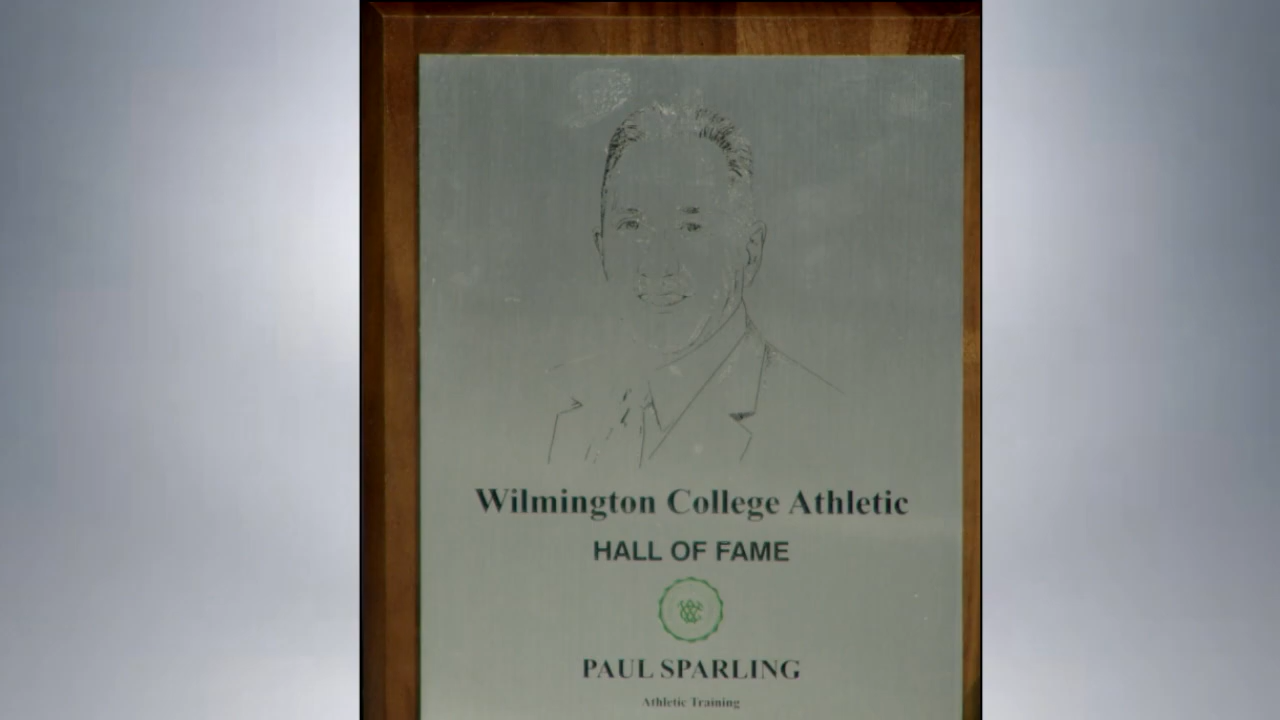 Wilmington College Athletic
HALL OF FAME
PAUL SPARLING
Athletic Training